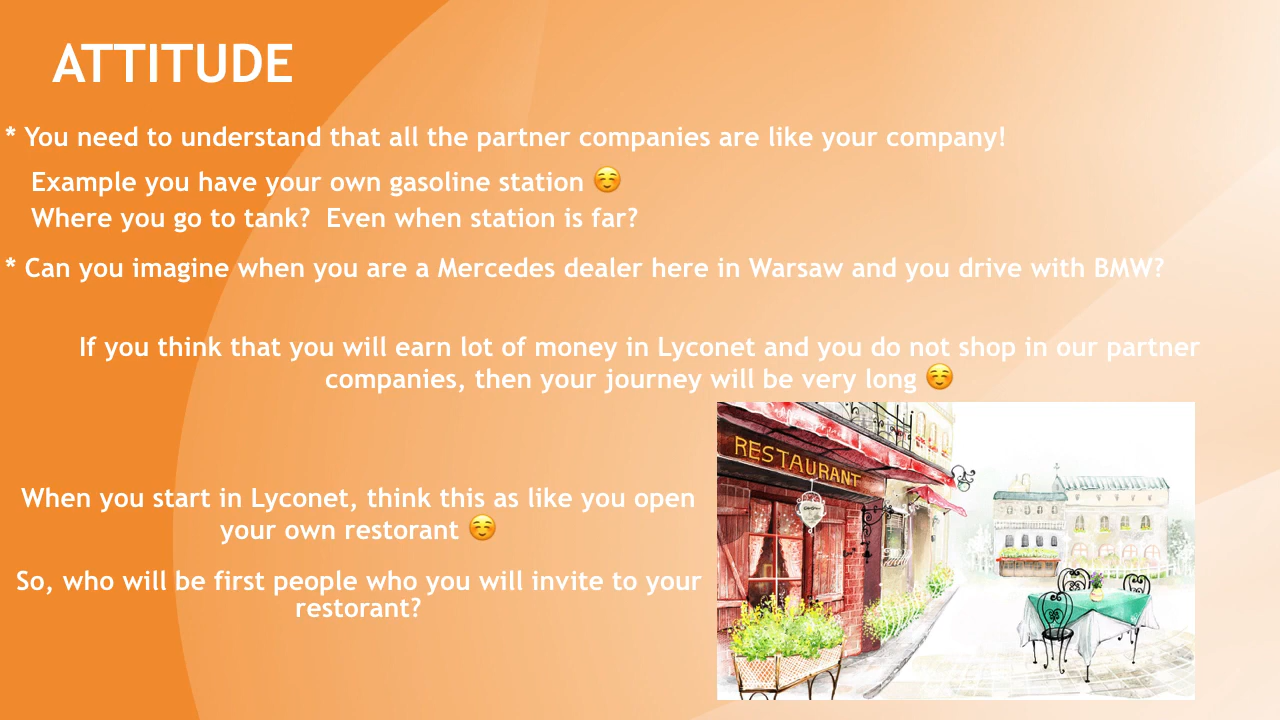 ATTITUDE
* You need to understand that all the partner companies are like your company!
Example you have your own gasoline station ☺️
Where you go to tank?  Even when station is far?
* Can you imagine when you are a Mercedes dealer here in Warsaw and you drive with BMW?
If you think that you will earn lot of money in Lyconet and you do not shop in our partner
companies, then your journey will be very long ☺️
When you start in Lyconet, think this as like you open
your own restorant ☺️
So, who will be first people who you will invite to your
restorant?
RESTAURANT